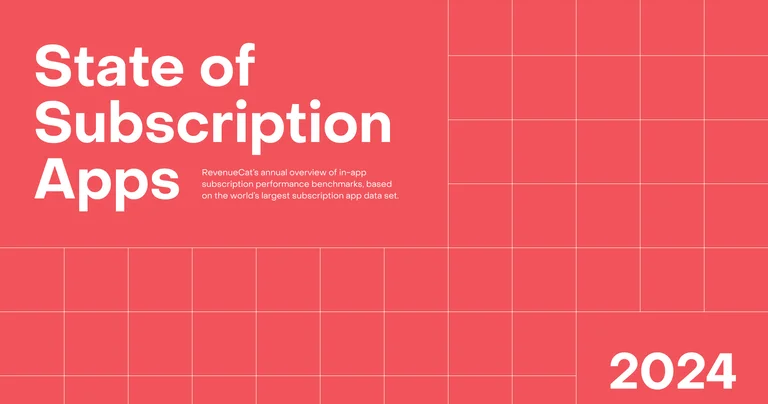 State of
Subscription
Apps
RevenueCat's annual overview of in-app
subscription performance benchmarks, based
on the world's largest subscription app data set.
2024